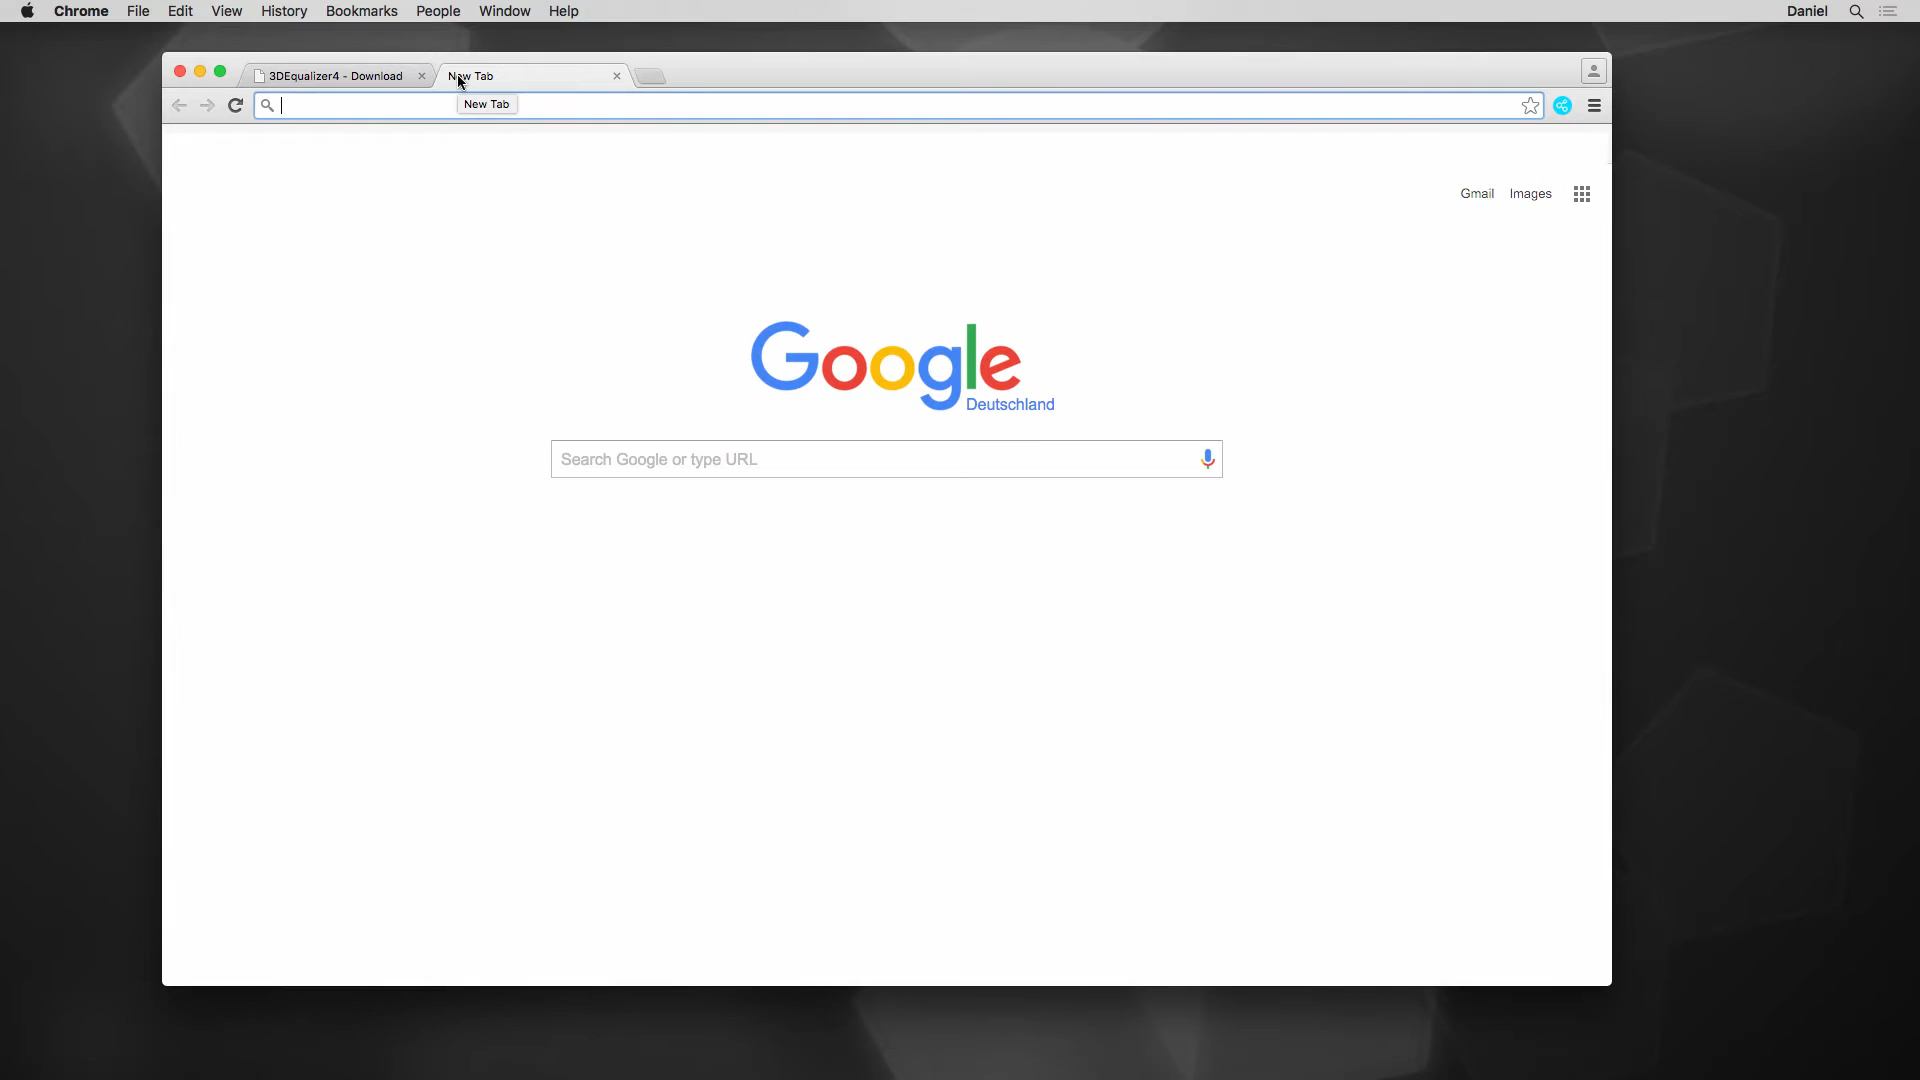 Chrome File Edit View History Bookmarks People Window Help Daniel
3DEqualizer4 - Download New Tab
New Tab
Gmail Images
Google
Deutschland
Search Google or type URL